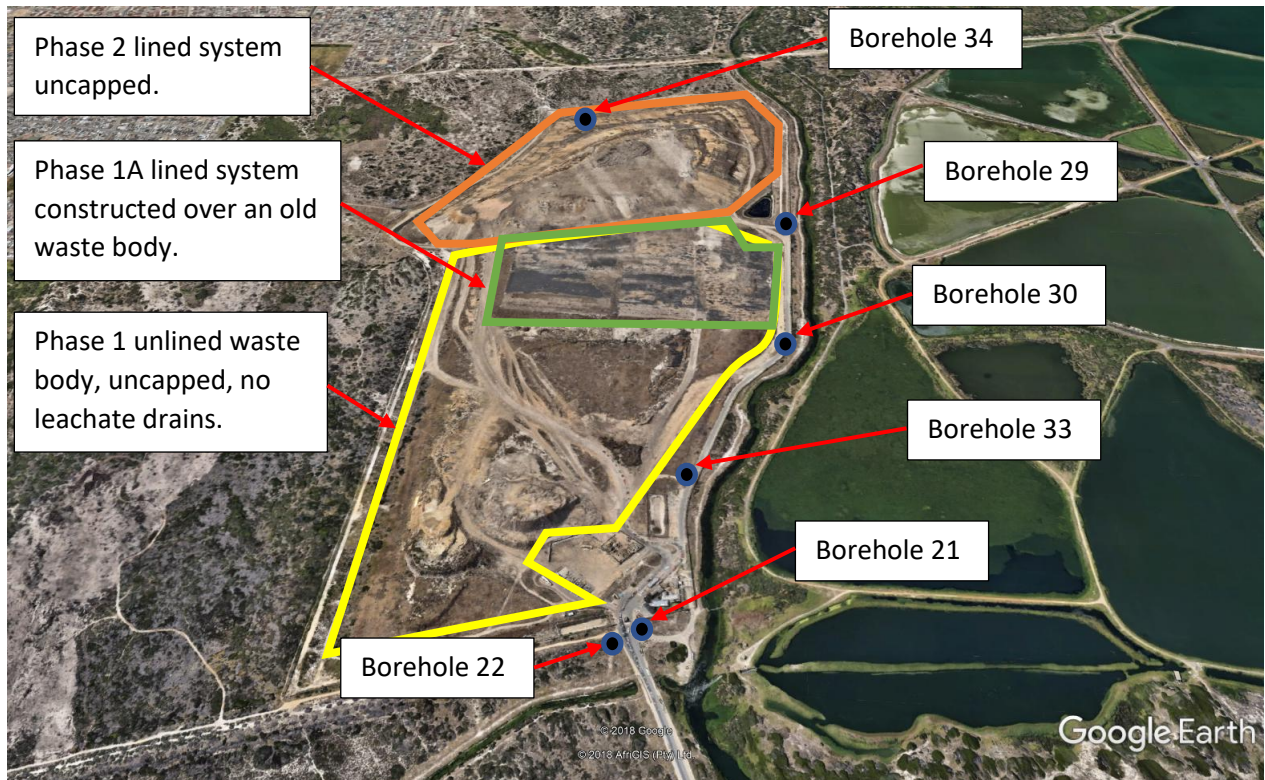 Phase 2 lined system
uncapped.
Phase 1A lined system
constructed over an old
waste body.
Phase 1 unlined waste
body, uncapped, no
leachate drains.
Borehole 34
Borehole 29
Borehole 30
Borehole 33
Borehole 21
Borehole 22
© 2018 Google
© 2018 AfriGIS (Pty) Ltd.
Google Earth